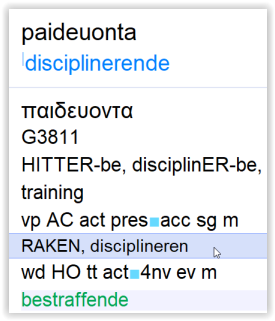 paideuonta
disciplinerende
παιδευοντα
G3811
HITTER-be, disciplinER-be,
training
vp AC act pres■acc sg m
RAKEN, disciplineren
wd HO tt act■4nv ev m
bestraffende